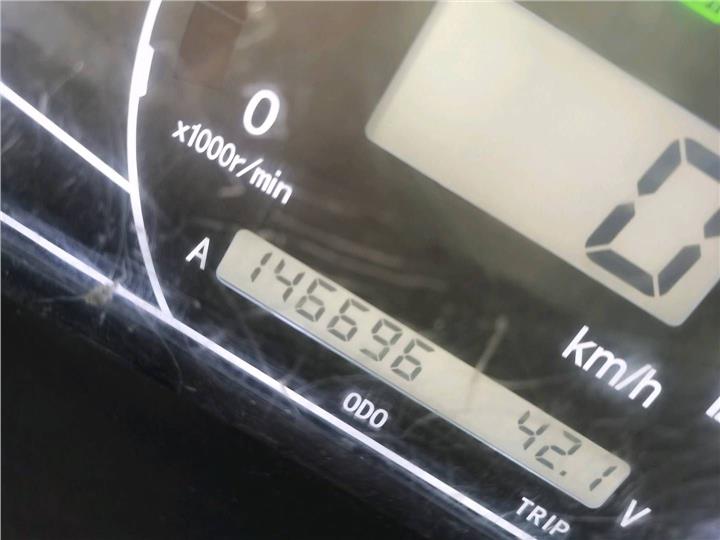 0
x1000r/min
0
km/h
A 146696 42.1 V
ODO TRIP